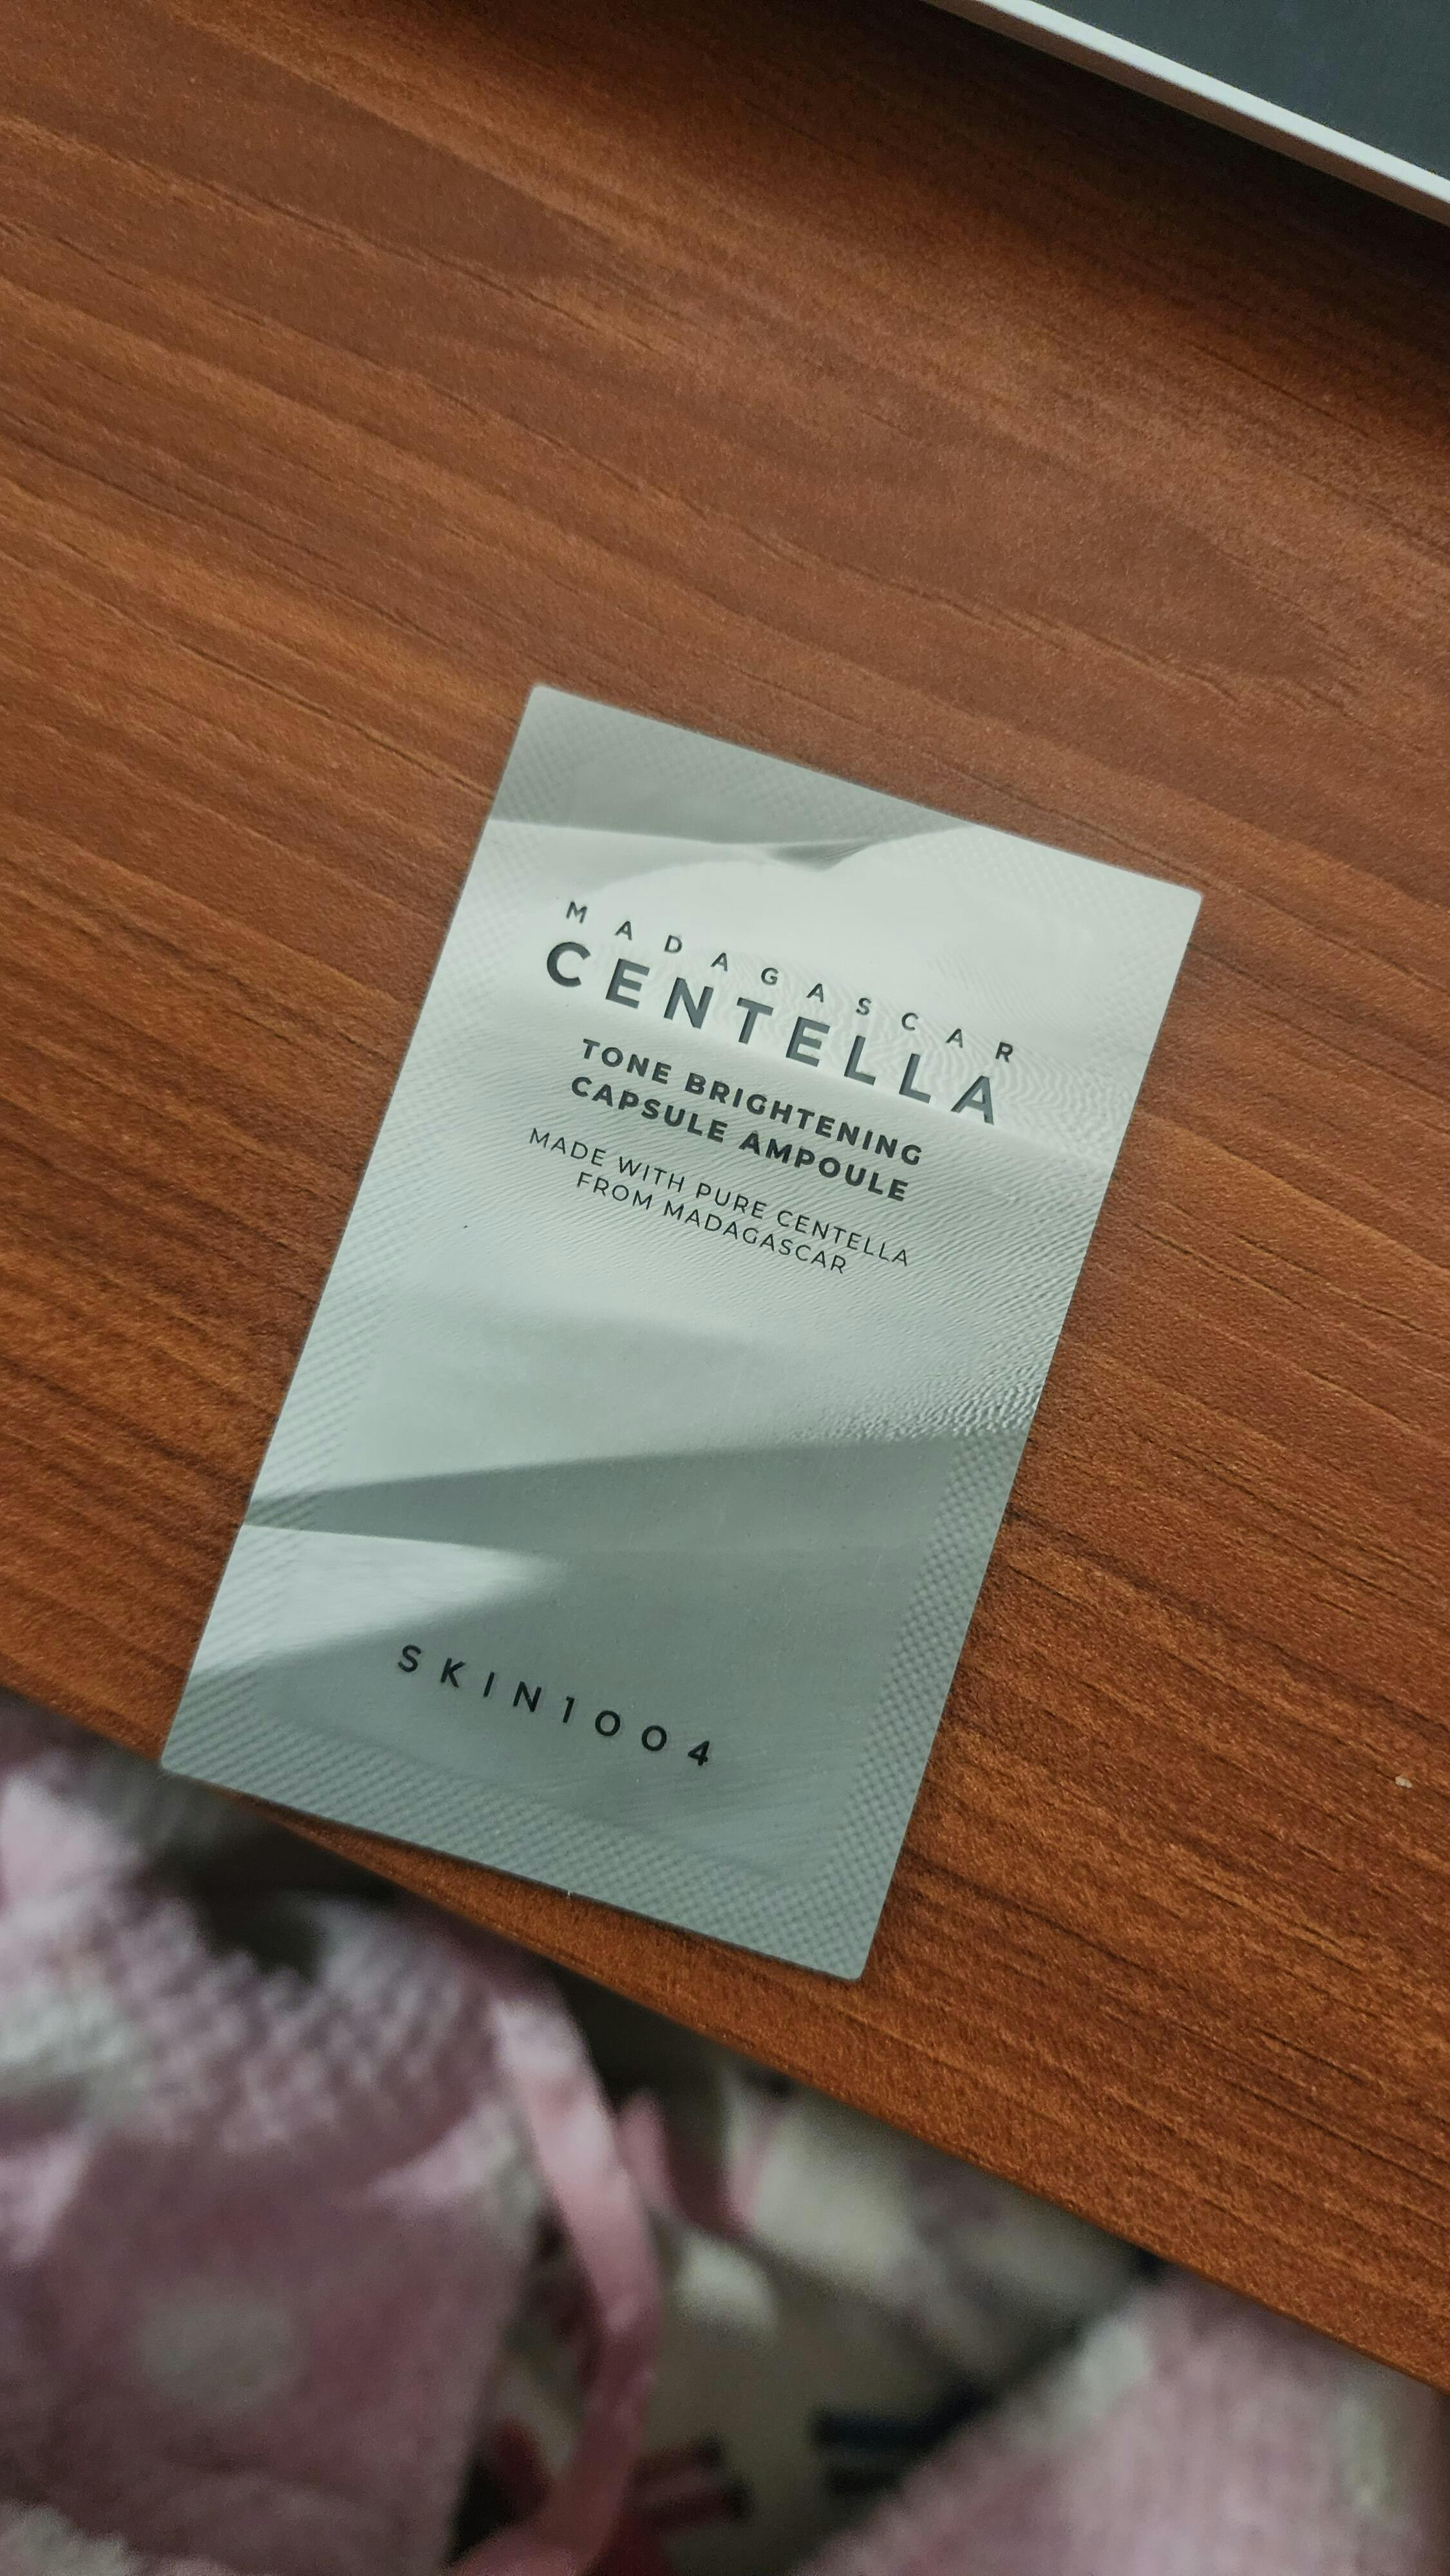 MADAGASCAR
CENTELLA
TONE BRIGHTENING
CAPSULE AMPOULE
MADE WITH PURE CENTELLA
FROM MADAGASCAR
SKIN1004